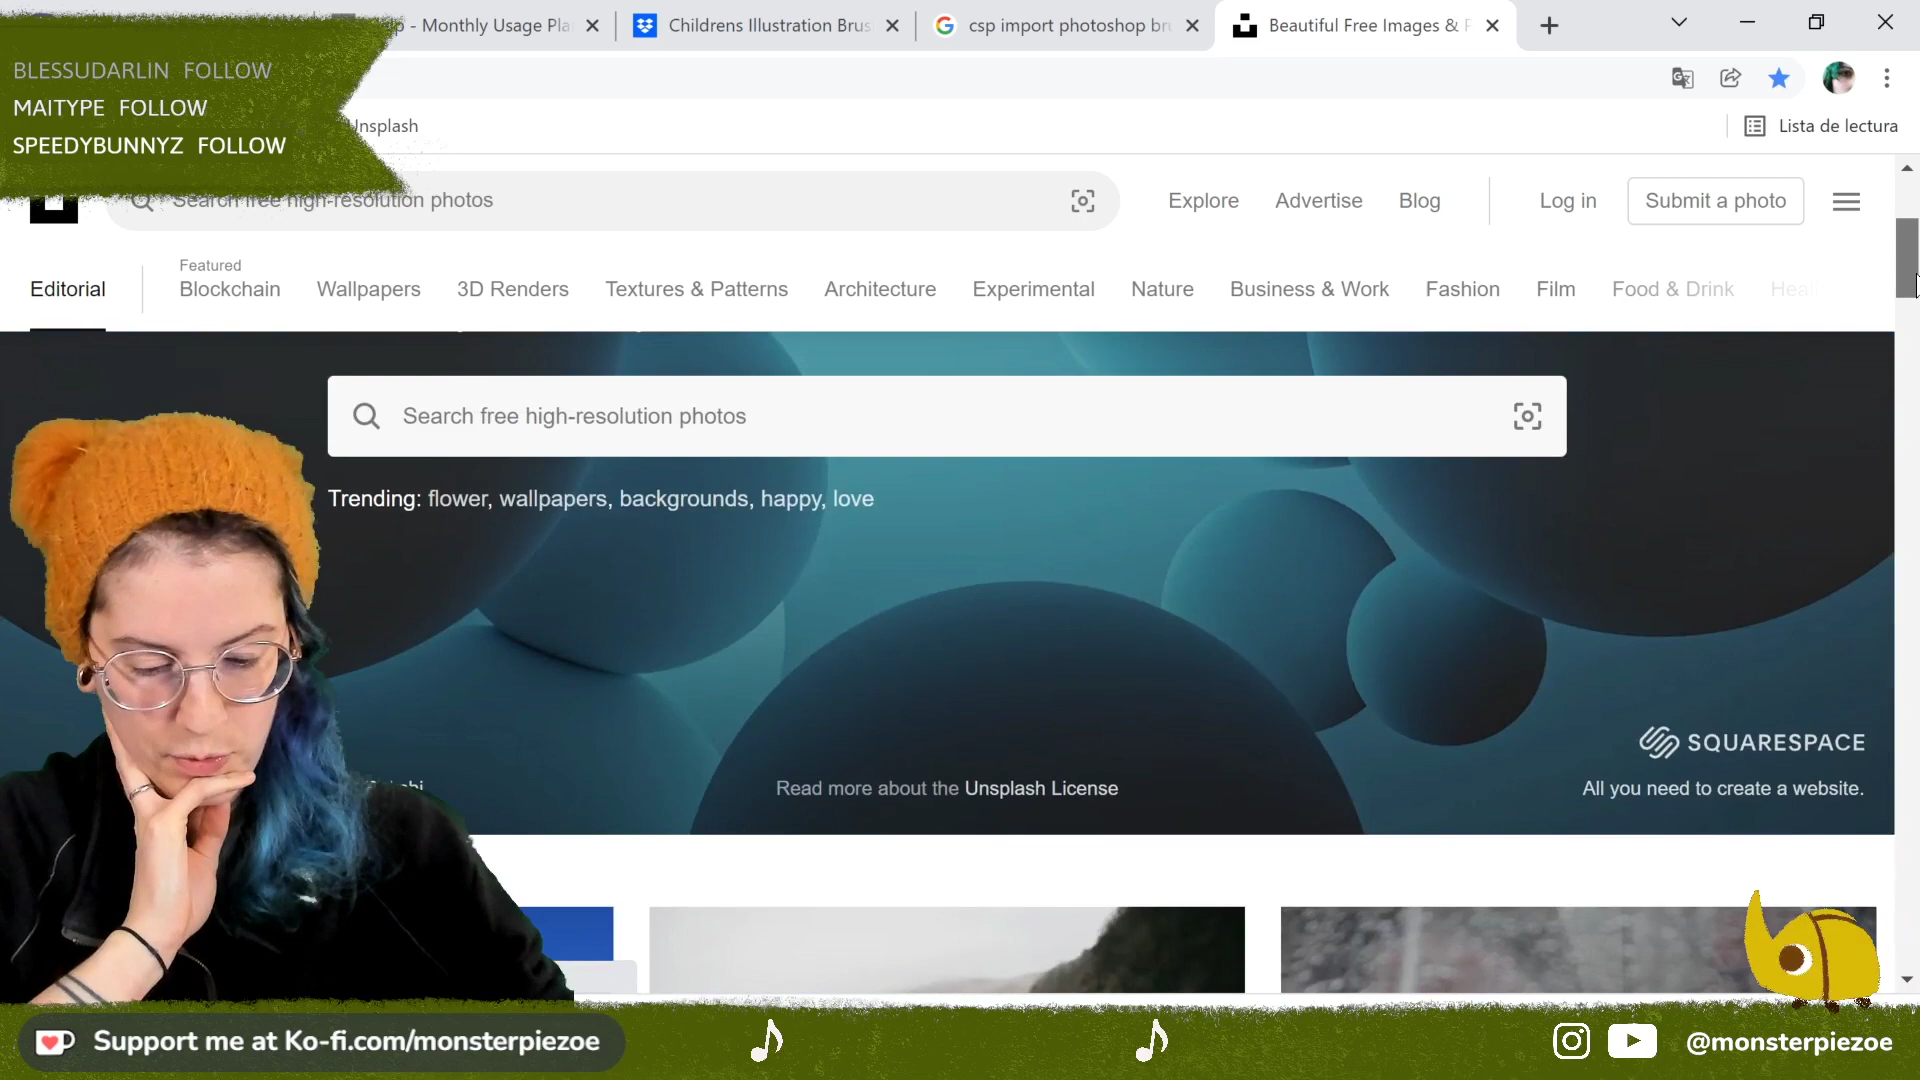 - Monthly Usage Pla
Childrens Illustration Brus
csp import photoshop bru
Beautiful Free Images & P
BLESSUDARLIN FOLLOW
MAITYPE FOLLOW
SPEEDYBUNNYZ FOLLOW
Unsplash
Lista de lectura
Search free high-resolution photos
Explore
Advertise
Blog
Log in
Submit a photo
Editorial
Featured
Blockchain
Wallpapers
3D Renders
Textures & Patterns
Architecture
Experimental
Nature
Business & Work
Fashion
Film
Food & Drink
Heal
Search free high-resolution photos
Trending: flower, wallpapers, backgrounds, happy, love
SQUARESPACE
Read more about the Unsplash License
All you need to create a website.
Support me at Ko-fi.com/monsterpiezoe
@monsterpiezoe